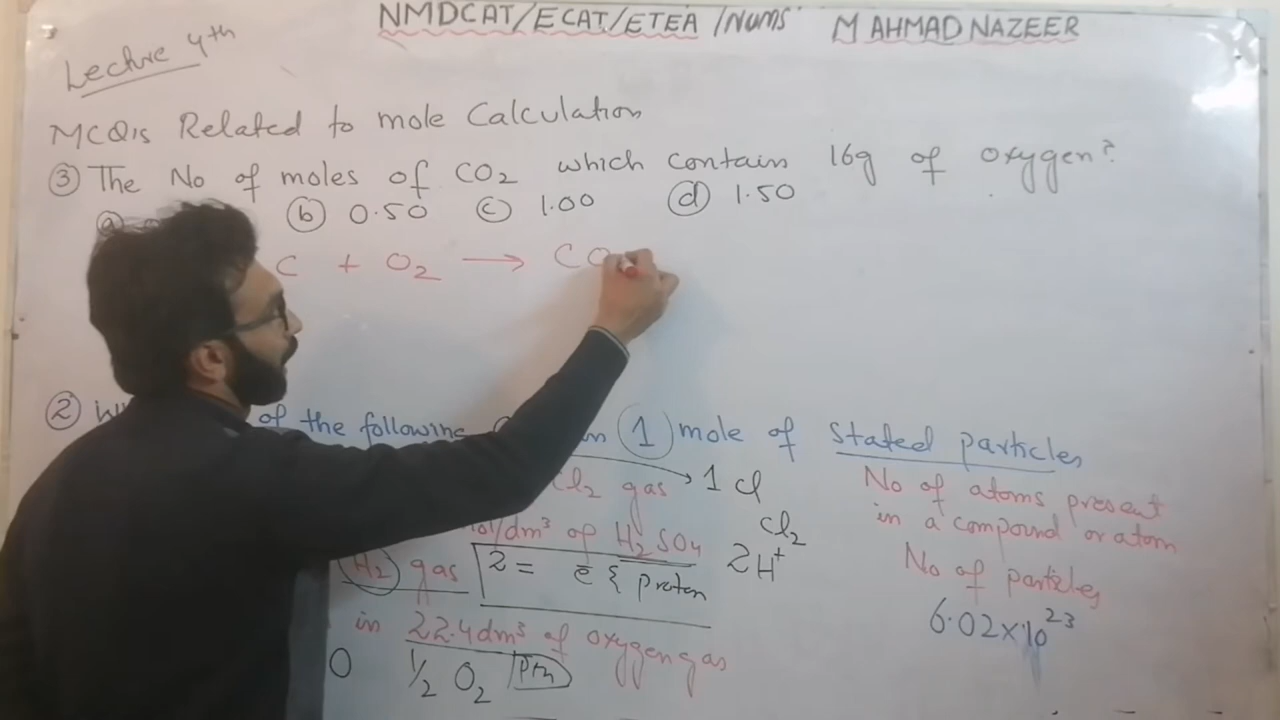 NMDCAT/ECAT/ETEA/Nums M AHMAD NAZEER
Lecture 4th
MCQ's Related to mole Calculation
③ The No of moles of CO2 which contain 16g of oxygen?
ⓐ ⓑ 0.50 ⓒ 1.00 ⓓ 1.50
C + O2 → CO
② of the following 1 mole of Stated particles
Cl2 gas → 1 Cl
No of atoms present
in a compound or atom
Cl2
/dm³ of H2SO4
2H+
H2 gas 2 = e { proton
No of particles
6.02×10²³
in 22.4dm³ of oxygen gas
O ½ O2